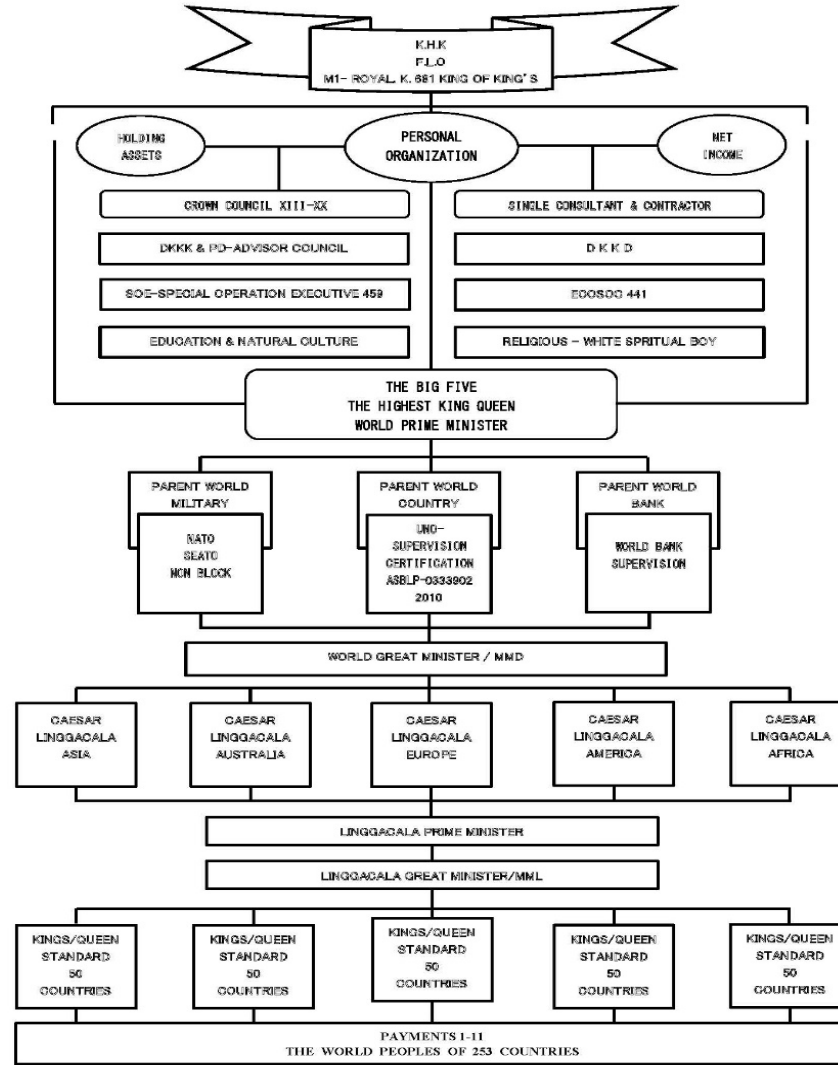 K.H.K
F.L.O
M1- ROYAL. K. 681 KING OF KING'S
HOLDING
ASSETS
PERSONAL
ORGANIZATION
NET
INCOME
CROWN COUNCIL XIII-XX
SINGLE CONSULTANT & CONTRACTOR
DKKK & PD-ADVISOR COUNCIL
D K K D
SOE-SPECIAL OPERATION EXECUTIVE 459
ECOSOC 441
EDUCATION & NATURAL CULTURE
RELIGIOUS - WHITE SPRITUAL BOY
THE BIG FIVE
THE HIGHEST KING QUEEN
WORLD PRIME MINISTER
PARENT WORLD
MILITARY
PARENT WORLD
COUNTRY
PARENT WORLD
BANK
NATO
SEATO
NON BLOCK
UNO-
SUPERVISION
CERTIFICATION
ASBLP-0333902
2010
WORLD BANK
SUPERVISION
WORLD GREAT MINISTER / MMD
CAESAR
LINGGACALA
ASIA
CAESAR
LINGGACALA
AUSTRALIA
CAESAR
LINGGACALA
EUROPE
CAESAR
LINGGACALA
AMERICA
CAESAR
LINGGACALA
AFRICA
LINGGACALA PRIME MINISTER
LINGGACALA GREAT MINISTER/MML
KINGS/QUEEN
STANDARD
50
COUNTRIES
KINGS/QUEEN
STANDARD
50
COUNTRIES
KINGS/QUEEN
STANDARD
50
COUNTRIES
KINGS/QUEEN
STANDARD
50
COUNTRIES
KINGS/QUEEN
STANDARD
50
COUNTRIES
PAYMENTS 1-11
THE WORLD PEOPLES OF 253 COUNTRIES